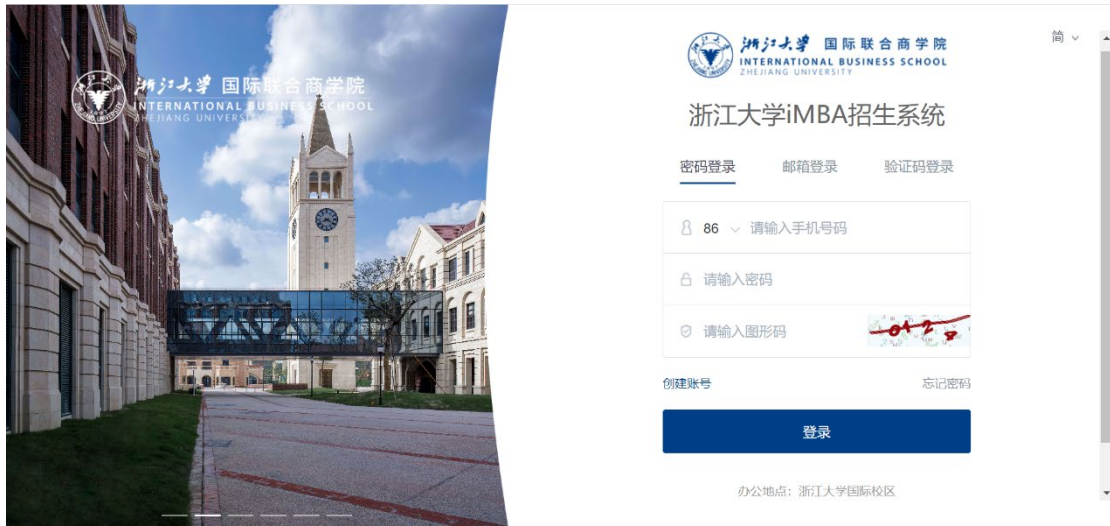 浙江大学 国际联合商学院
INTERNATIONAL BUSINESS SCHOOL
ZHEJIANG UNIVERSITY
浙江大学 国际联合商学院
INTERNATIONAL BUSINESS SCHOOL
ZHEJIANG UNIVERSITY
简
浙江大学iMBA招生系统
密码登录 邮箱登录 验证码登录
86 请输入手机号码
请输入密码
请输入图形码
创建账号 忘记密码
登录
办公地点：浙江大学国际校区